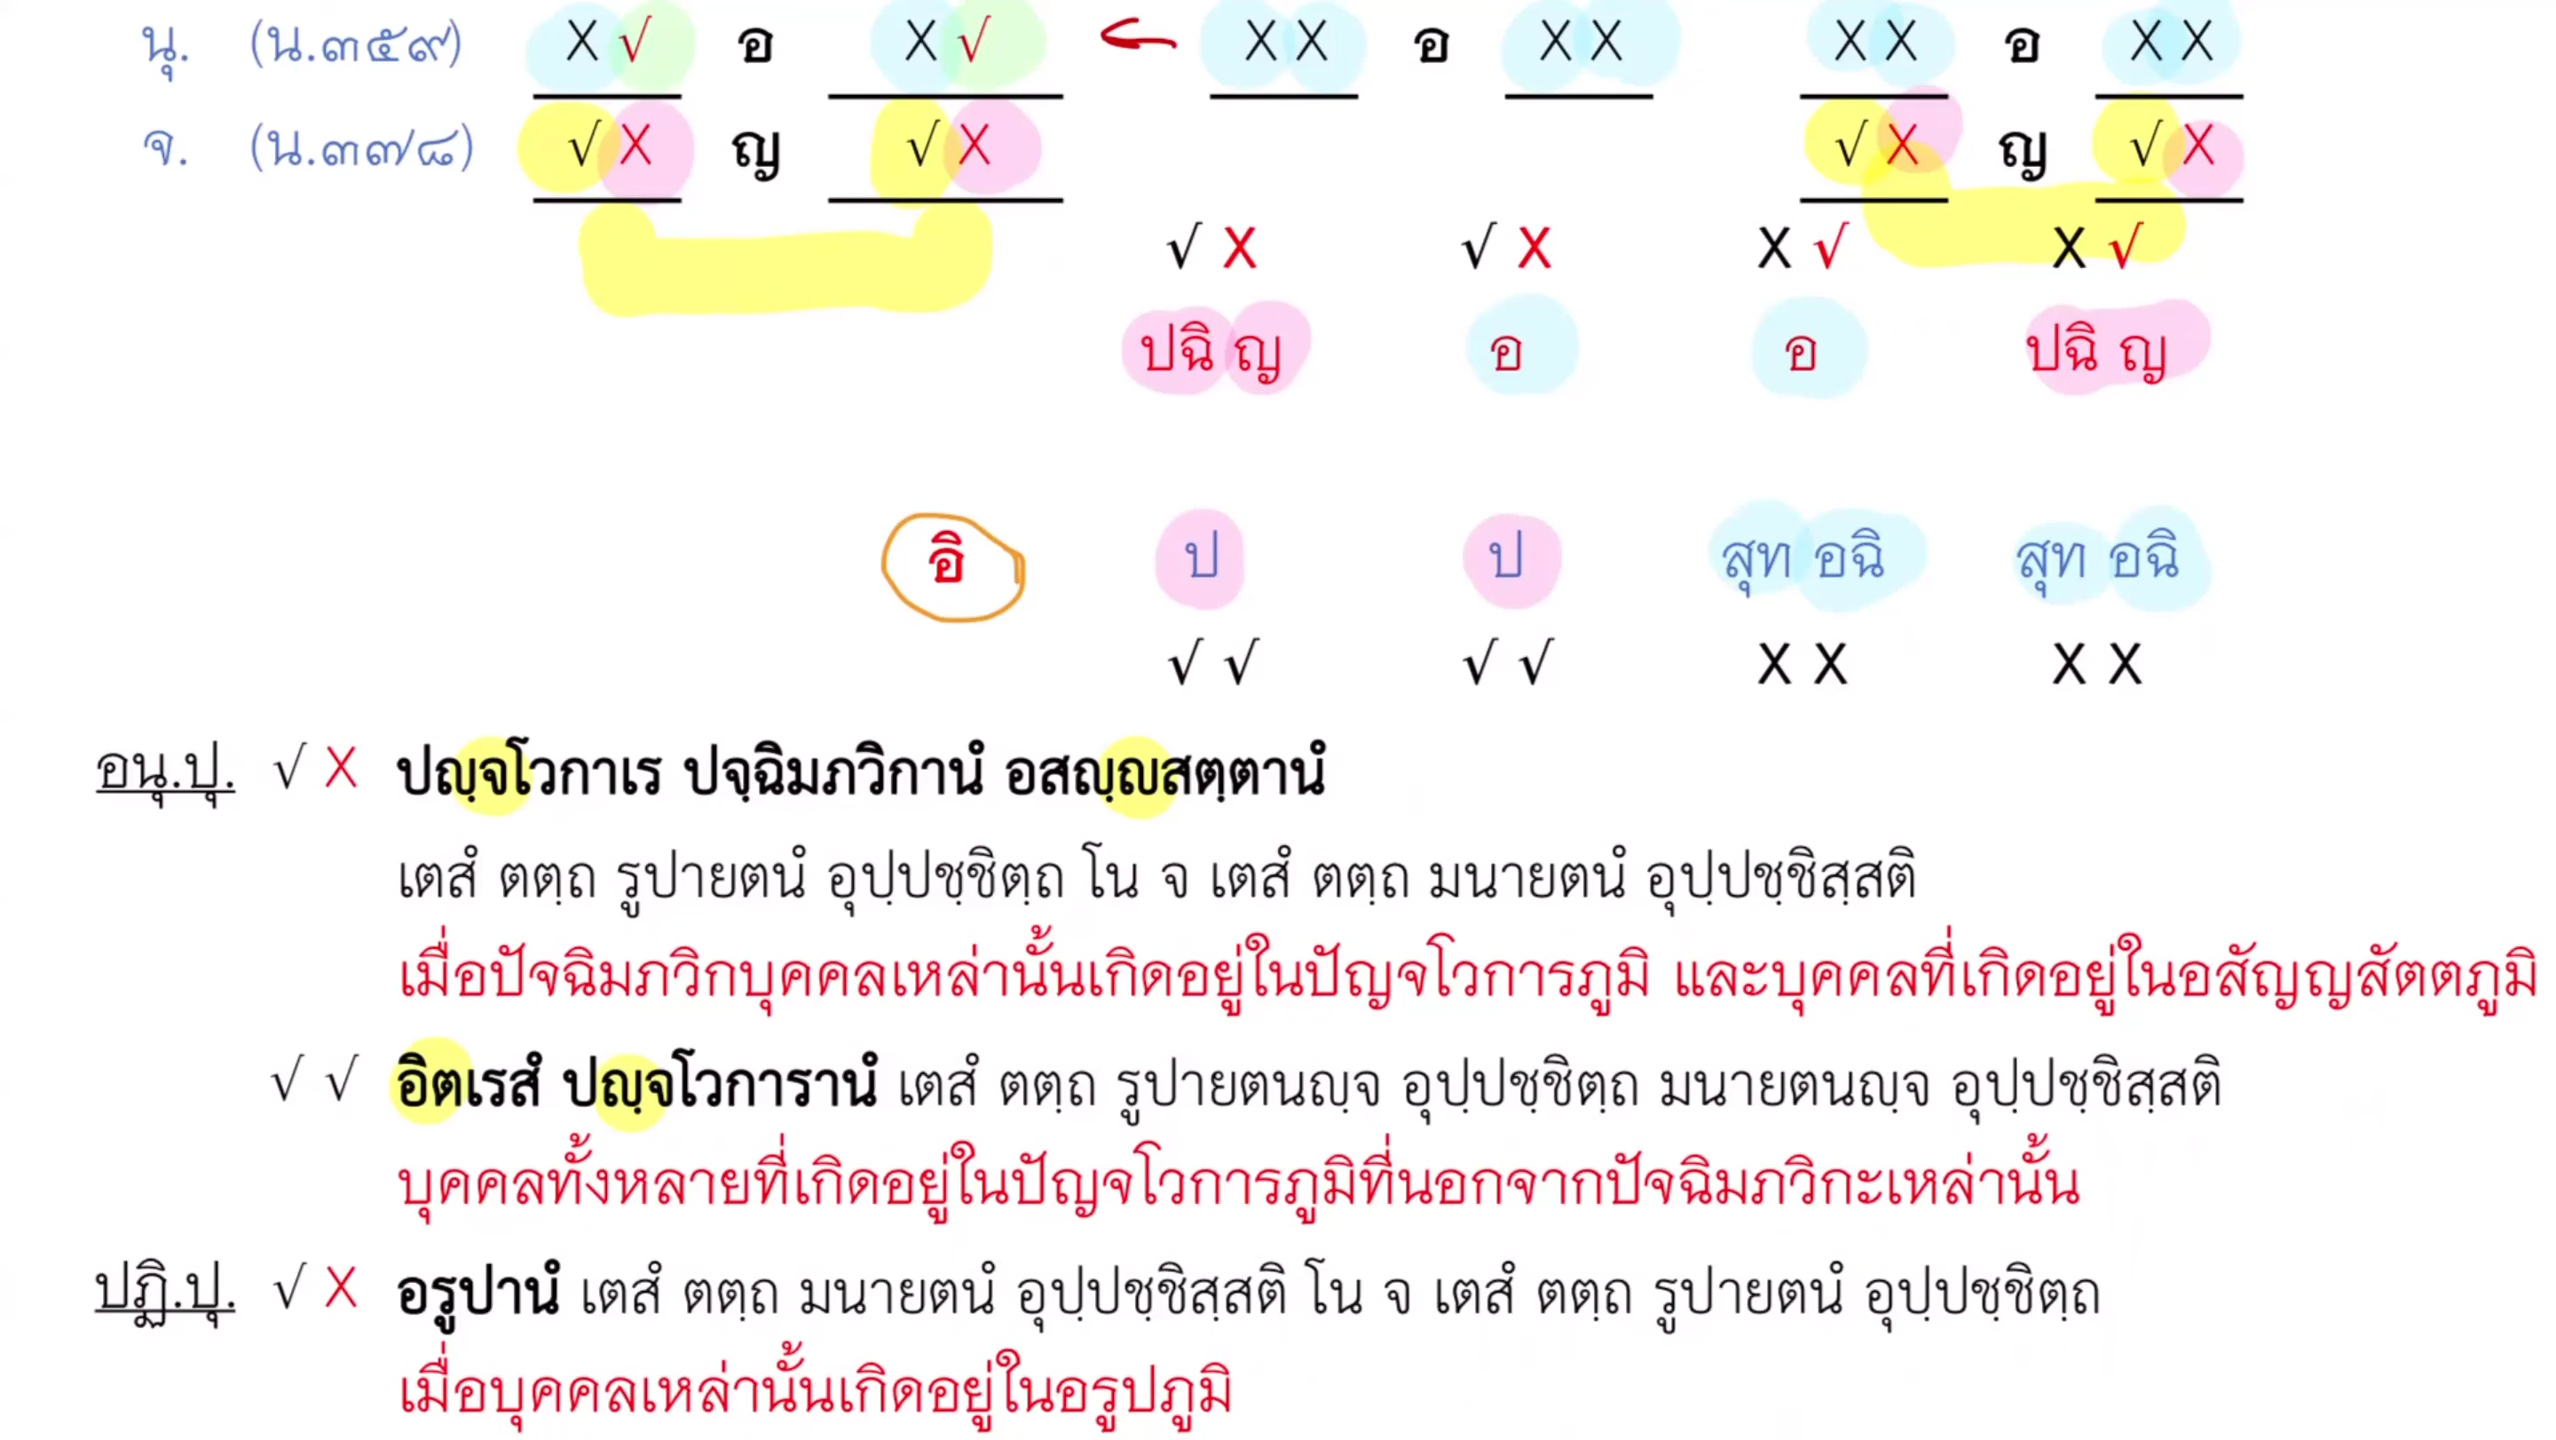 นุ. (น.๓๕๙) X √ อ X √ X X อ X X X X อ X X
จ. (น.๓๗๘) √ X ญ √ X √ X ญ √ X
√ X √ X X √ X √
ปฉิ ญ อ อ ปฉิ ญ
อิ ป ป สุท อฉิ สุท อฉิ
√ √ √ √ X X X X
อนุ.ปุ. √ X ปญฺจโวกาเร ปจฺฉิมภวิกานํ อสญฺญสตฺตานํ
เตสํ ตตฺถ รูปายตนํ อุปฺปชฺชิตฺถ โน จ เตสํ ตตฺถ มนายตนํ อุปฺปชฺชิสฺสติ
เมื่อปัจฉิมภวิกบุคคลเหล่านั้นเกิดอยู่ในปัญจโวการภูมิ และบุคคลที่เกิดอยู่ในอสัญญสัตตภูมิ
√ √ อิตเรสํ ปญฺจโวการานํ เตสํ ตตฺถ รูปายตนญฺจ อุปฺปชฺชิตฺถ มนายตนญฺจ อุปฺปชฺชิสฺสติ
บุคคลทั้งหลายที่เกิดอยู่ในปัญจโวการภูมิที่นอกจากปัจฉิมภวิกะเหล่านั้น
ปฏิ.ปุ. √ X อรูปานํ เตสํ ตตฺถ มนายตนํ อุปฺปชฺชิสฺสติ โน จ เตสํ ตตฺถ รูปายตนํ อุปฺปชฺชิตฺถ
เมื่อบุคคลเหล่านั้นเกิดอยู่ในอรูปภูมิ